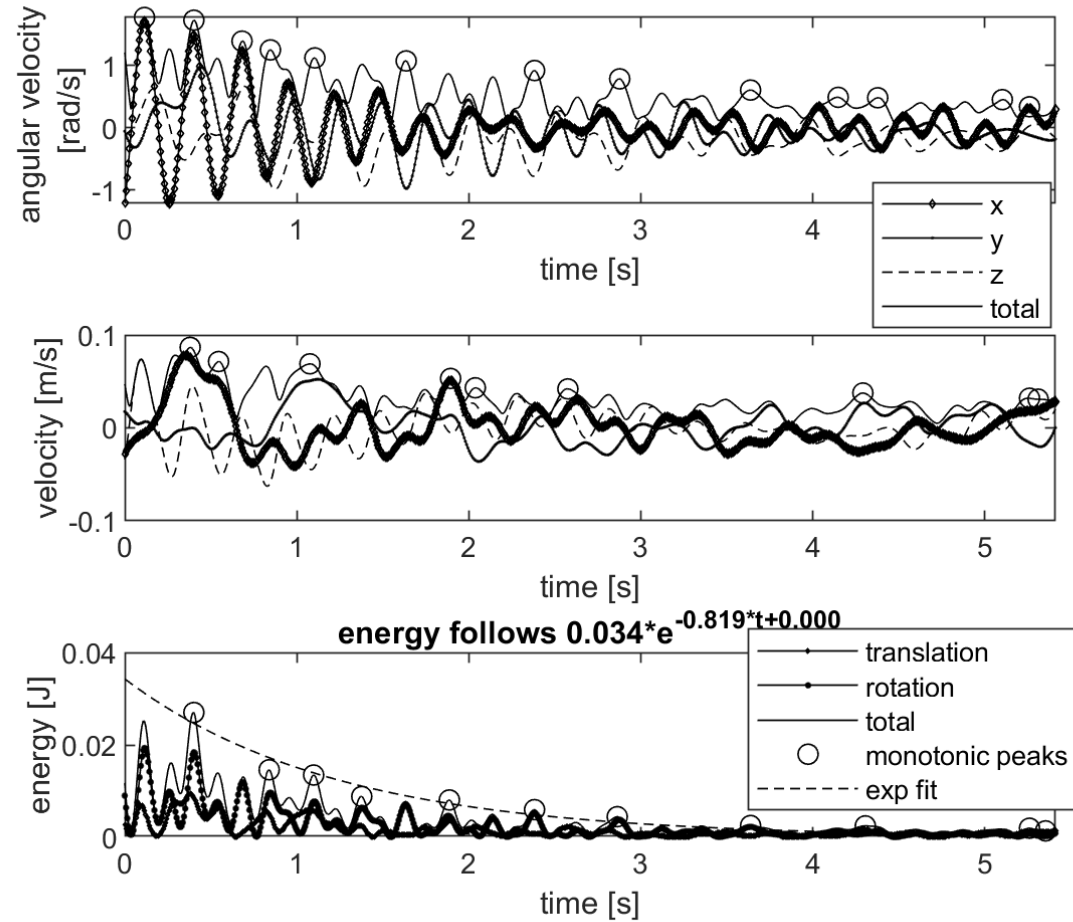 angular velocity
[rad/s]
1
0
-1
0
1
2
3
4
5
time [s]
x
y
z
total
velocity [m/s]
0.1
0
-0.1
0
1
2
3
4
5
time [s]
energy follows 0.034*e^-0.819*t+0.000
energy [J]
0.04
0.02
0
0
1
2
3
4
5
time [s]
translation
rotation
total
monotonic peaks
exp fit